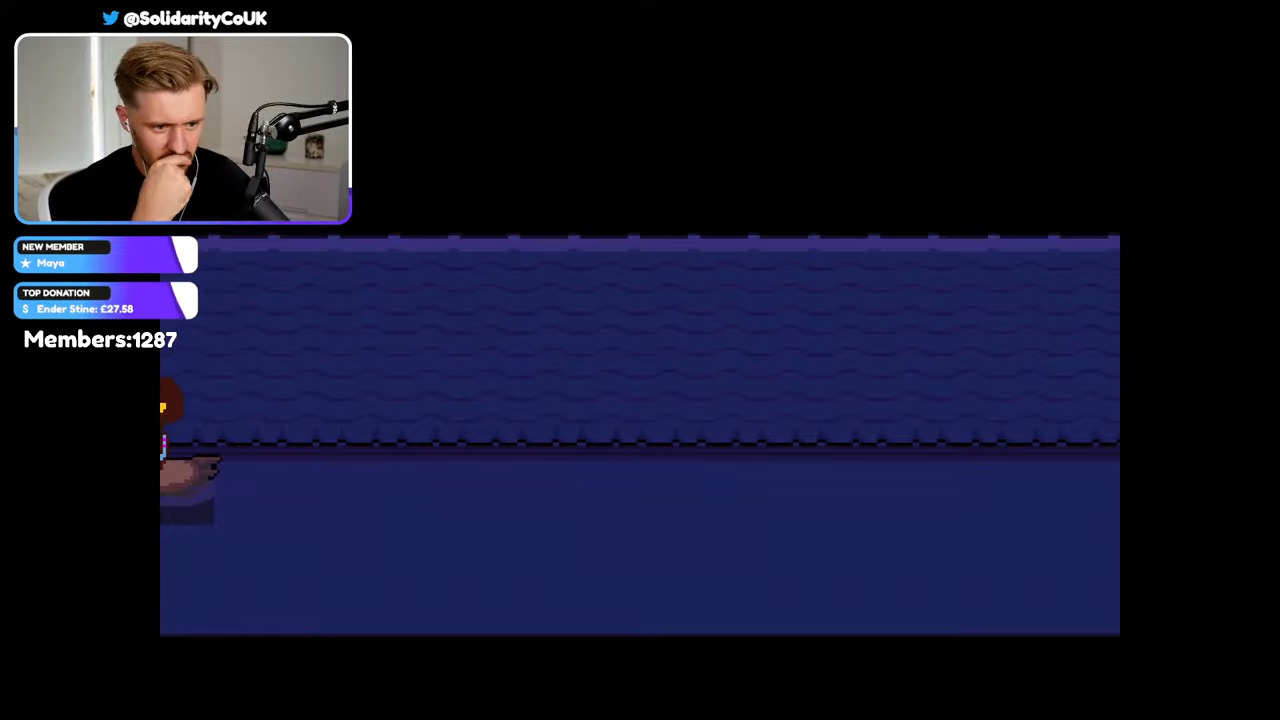 @SolidarityCoUK
NEW MEMBER
Maya
TOP DONATION
$ Ender Stine: £27.58
Members:1287